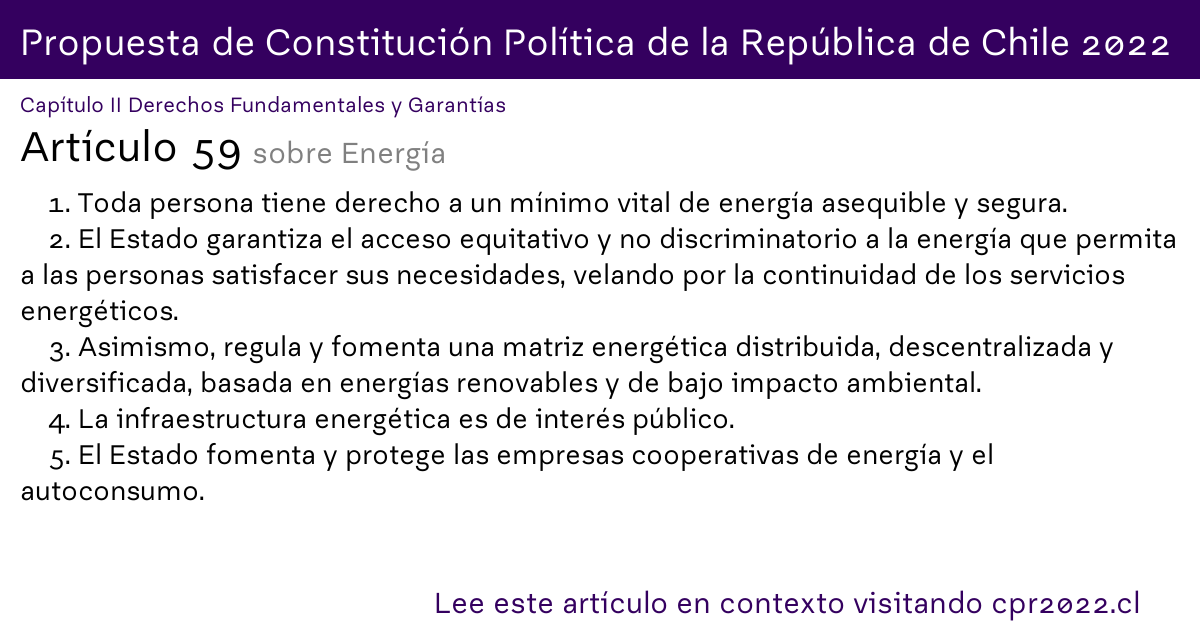 Propuesta de Constitución Política de la República de Chile 2022
Capítulo II Derechos Fundamentales y Garantías
Artículo 59 sobre Energía
1. Toda persona tiene derecho a un mínimo vital de energía asequible y segura.
2. El Estado garantiza el acceso equitativo y no discriminatorio a la energía que permita
a las personas satisfacer sus necesidades, velando por la continuidad de los servicios
energéticos.
3. Asimismo, regula y fomenta una matriz energética distribuida, descentralizada y
diversificada, basada en energías renovables y de bajo impacto ambiental.
4. La infraestructura energética es de interés público.
5. El Estado fomenta y protege las empresas cooperativas de energía y el
autoconsumo.
Lee este artículo en contexto visitando cpr2022.cl